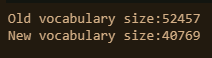 Old vocabulary size:52457
New vocabulary size:40769